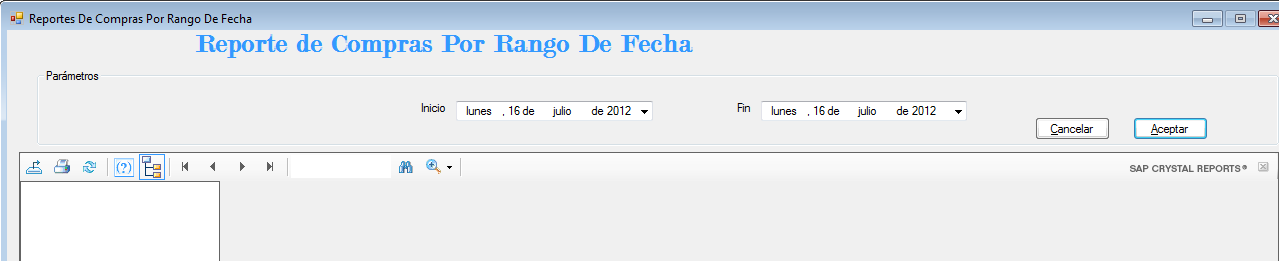 Reportes De Compras Por Rango De Fecha
Reporte de Compras Por Rango De Fecha
Parámetros
Inicio lunes , 16 de julio de 2012 Fin lunes , 16 de julio de 2012
Cancelar Aceptar
(?) SAP CRYSTAL REPORTS®